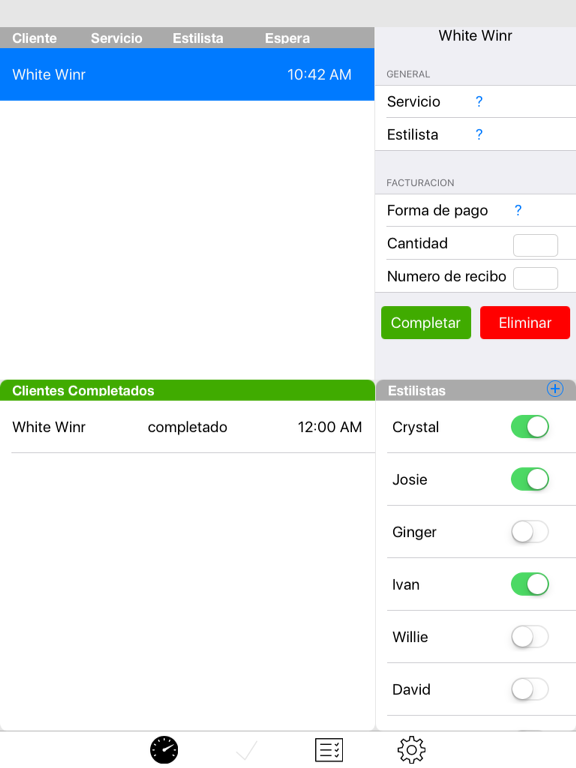 Cliente Servicio Estilista Espera
White Winr 10:42 AM
White Winr
GENERAL
Servicio ?
Estilista ?
FACTURACION
Forma de pago ?
Cantidad
Numero de recibo
Completar Eliminar
Clientes Completados
White Winr completado 12:00 AM
Estilistas
Crystal
Josie
Ginger
Ivan
Willie
David